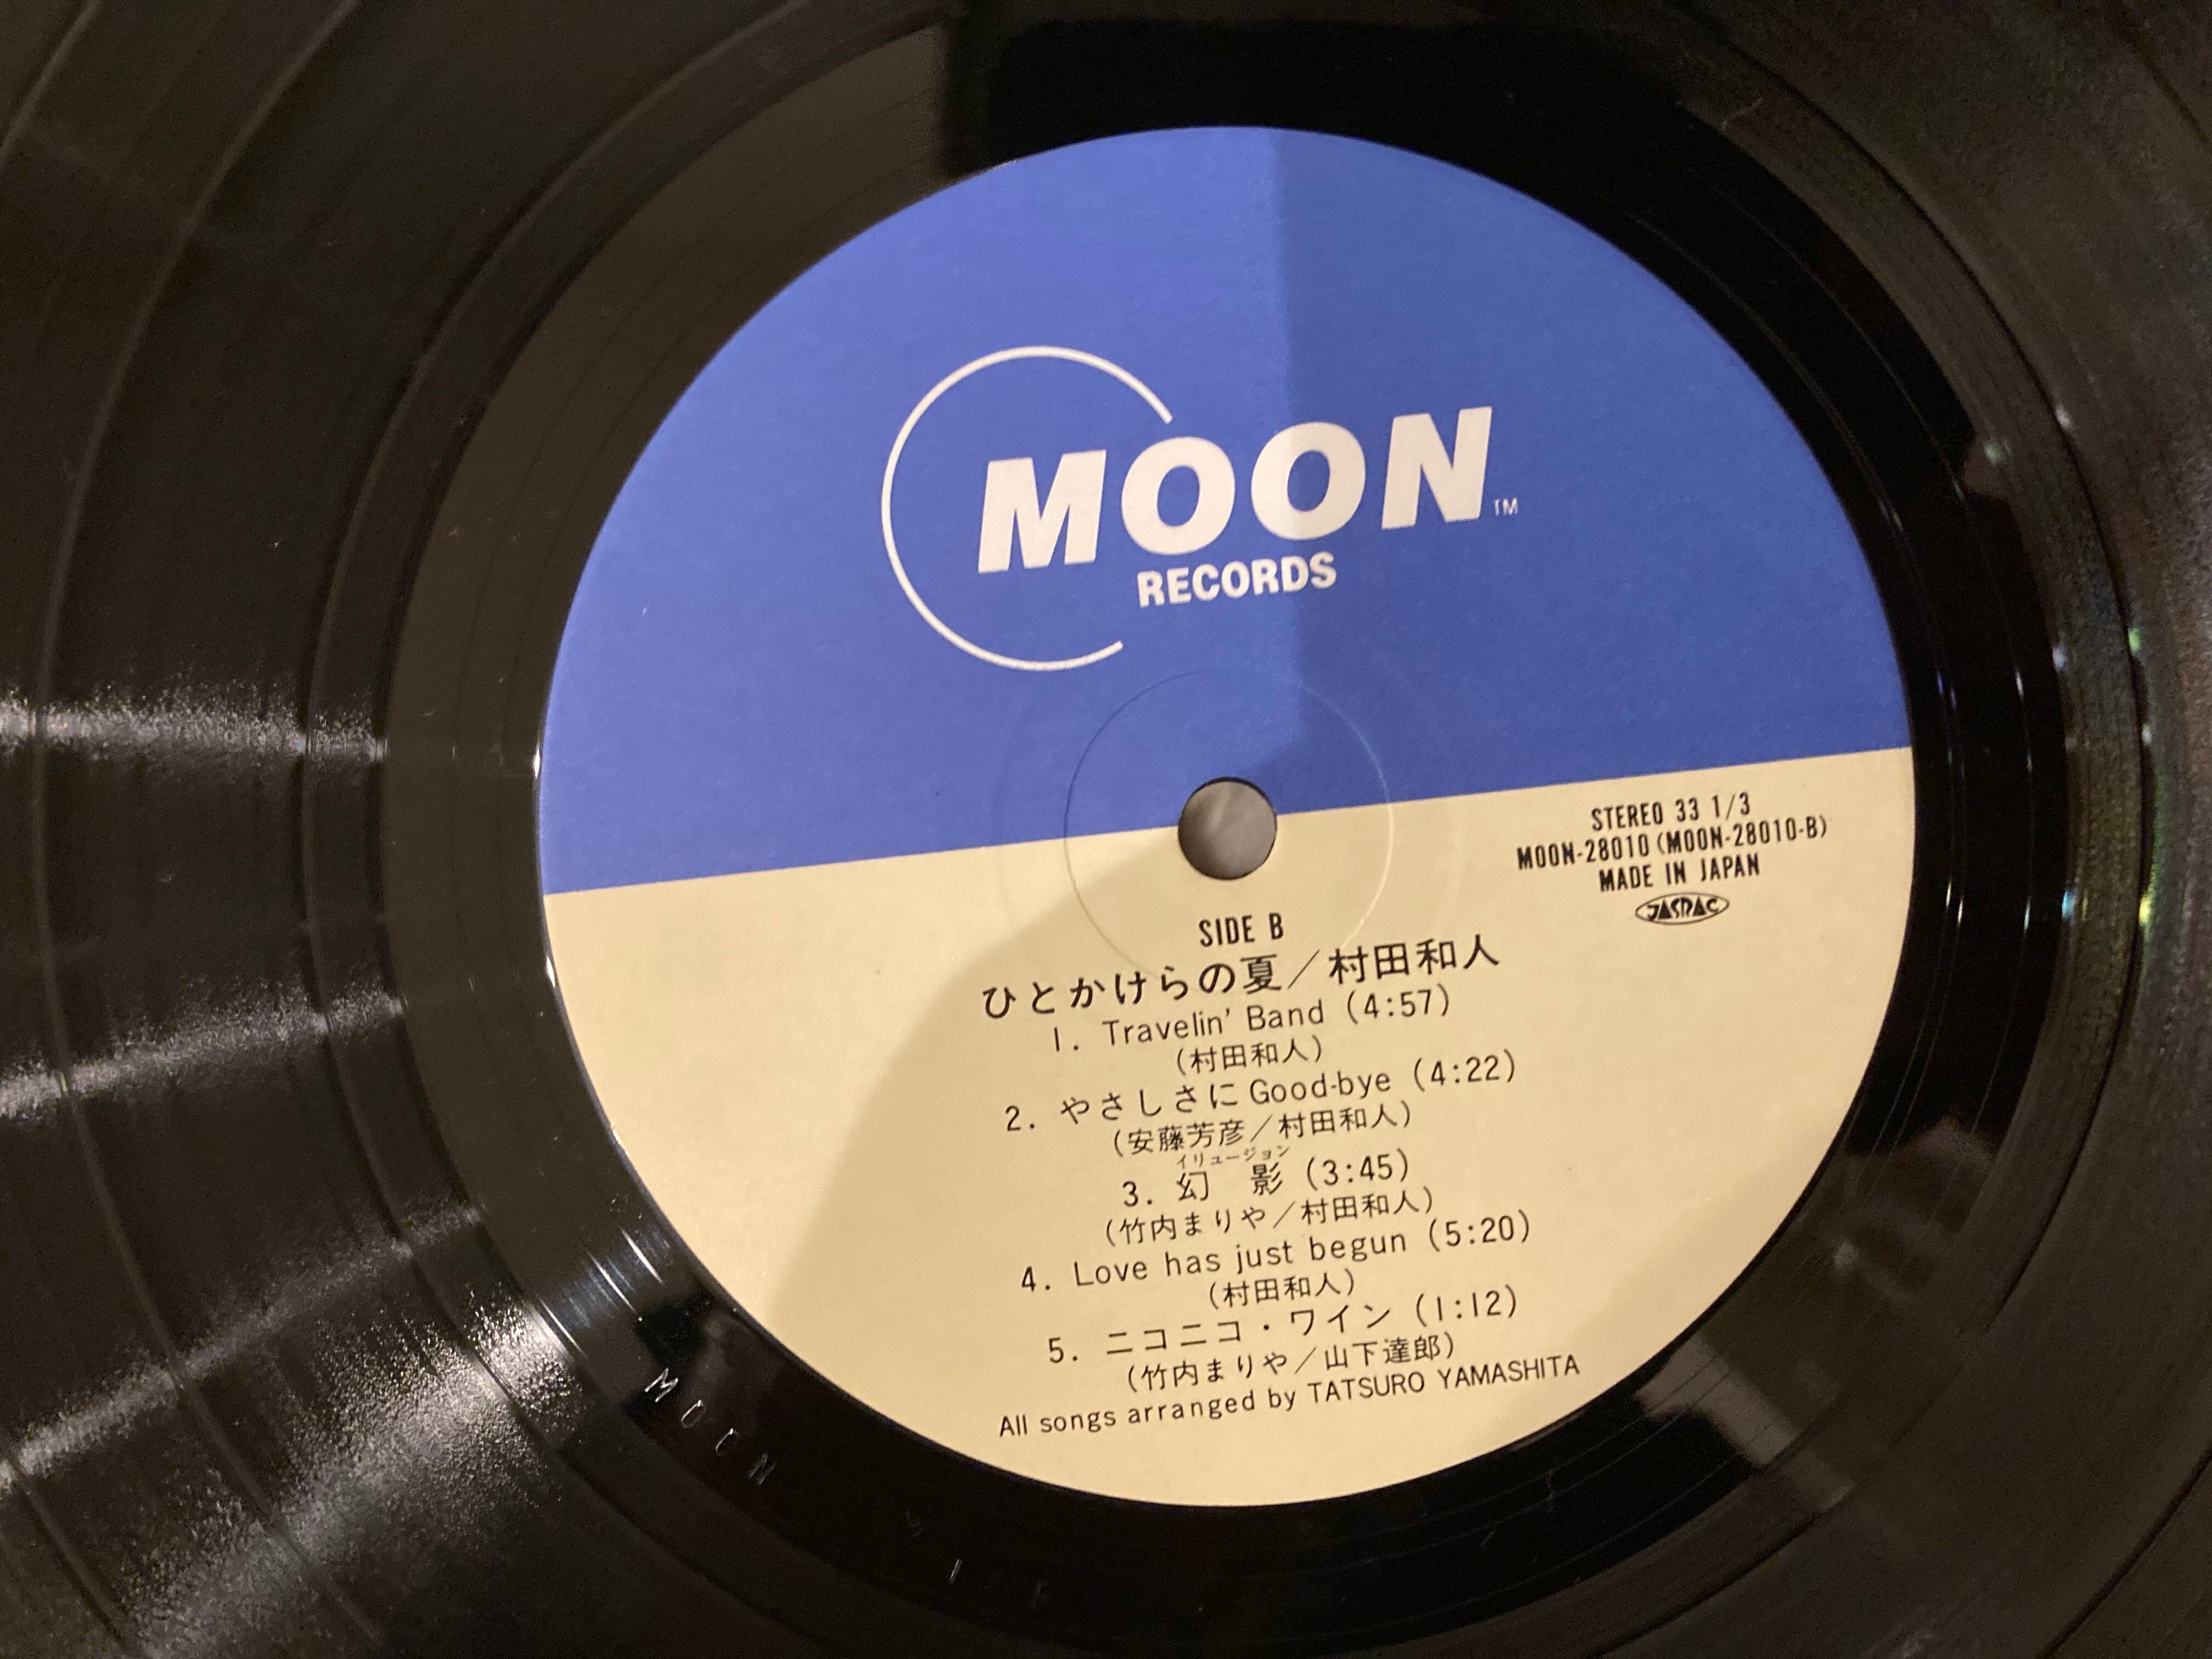 MOON™
RECORDS
STEREO 33 1/3
MOON-28010 (MOON-28010-B)
MADE IN JAPAN
JASRAC
SIDE B
ひとかけらの夏／村田和人
1. Travelin' Band (4:57)
(村田和人)
2. やさしさに Good-bye (4:22)
(安藤芳彦／村田和人)
イリュージョン
3. 幻　影 (3:45)
(竹内まりや／村田和人)
4. Love has just begun (5:20)
(村田和人)
5. ニコニコ・ワイン (1:12)
(竹内まりや／山下達郎)
All songs arranged by TATSURO YAMASHITA
MOON